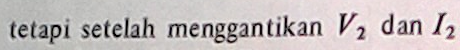 tetapi setelah menggantikan V₂ dan I₂